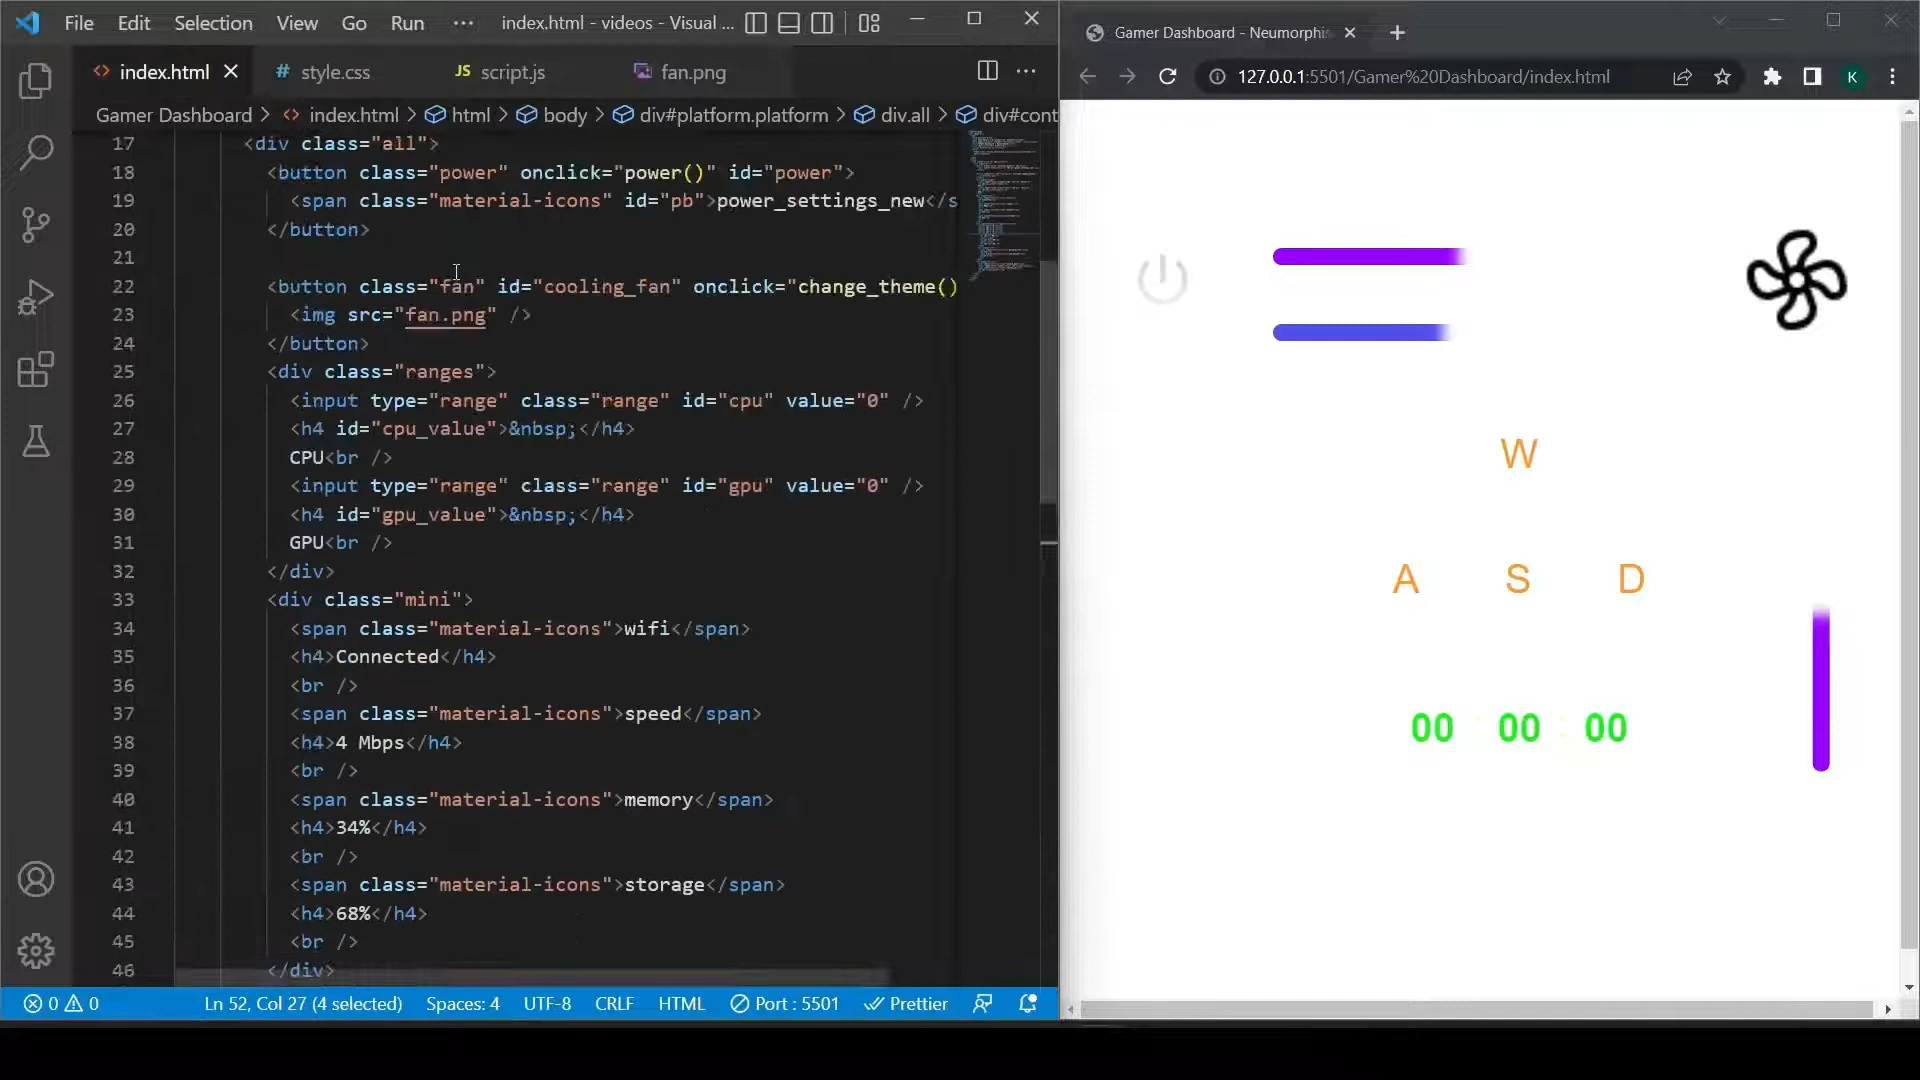 File Edit Selection View Go Run ··· index.html - videos - Visual ...
index.html # style.css JS script.js fan.png
Gamer Dashboard > index.html > html > body > div#platform.platform > div.all > div#cont
17 <div class="all">
18 <button class="power" onclick="power()" id="power">
19 <span class="material-icons" id="pb">power_settings_new</s
20 </button>
21
22 <button class="fan" id="cooling_fan" onclick="change_theme()
23 <img src="fan.png" />
24 </button>
25 <div class="ranges">
26 <input type="range" class="range" id="cpu" value="0" />
27 <h4 id="cpu_value">&nbsp;</h4>
28 CPU<br />
29 <input type="range" class="range" id="gpu" value="0" />
30 <h4 id="gpu_value">&nbsp;</h4>
31 GPU<br />
32 </div>
33 <div class="mini">
34 <span class="material-icons">wifi</span>
35 <h4>Connected</h4>
36 <br />
37 <span class="material-icons">speed</span>
38 <h4>4 Mbps</h4>
39 <br />
40 <span class="material-icons">memory</span>
41 <h4>34%</h4>
42 <br />
43 <span class="material-icons">storage</span>
44 <h4>68%</h4>
45 <br />
46 </div>
0 0 Ln 52, Col 27 (4 selected) Spaces: 4 UTF-8 CRLF HTML Port : 5501 Prettier
Gamer Dashboard - Neumorphis
127.0.0.1:5501/Gamer%20Dashboard/index.html K
W
A S D
00 : 00 : 00